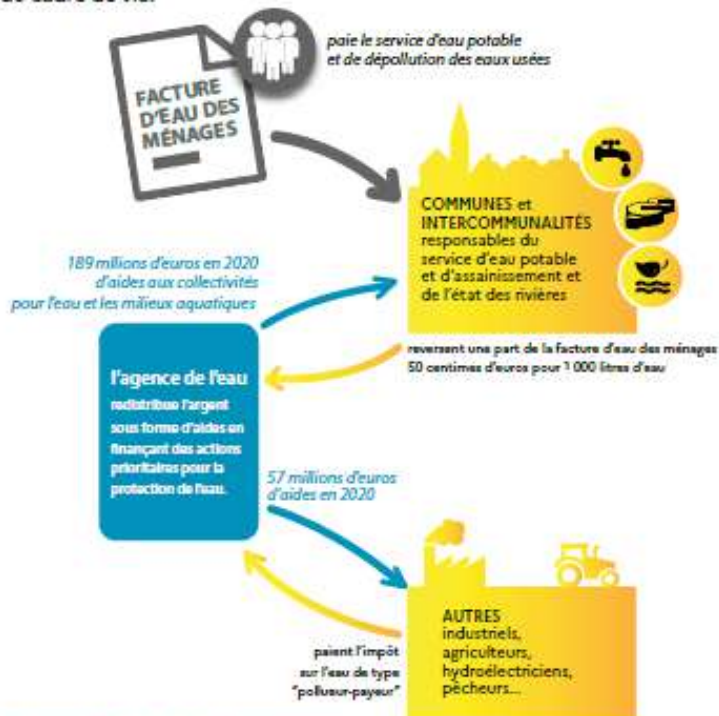 de cadre de vie.
paie le service d'eau potable
et de dépollution des eaux usées
FACTURE
D'EAU DES
MÉNAGES
COMMUNES et
INTERCOMMUNALITÉS
responsables du
service d'eau potable
et d'assainissement et
de l'état des rivières
189 millions d'euros en 2020
d'aides aux collectivités
pour l'eau et les milieux aquatiques
reversent une part de la facture d'eau des ménages
50 centimes d'euros pour 1 000 litres d'eau
l'agence de l'eau
redistribue l'argent
sous forme d'aides en
finançant des actions
prioritaires pour la
protection de l'eau.
57 millions d'euros
d'aides en 2020
AUTRES
industriels,
agriculteurs,
hydroélectriciens,
pêcheurs...
paient l'impôt
sur l'eau de type
"pollueur-payeur"